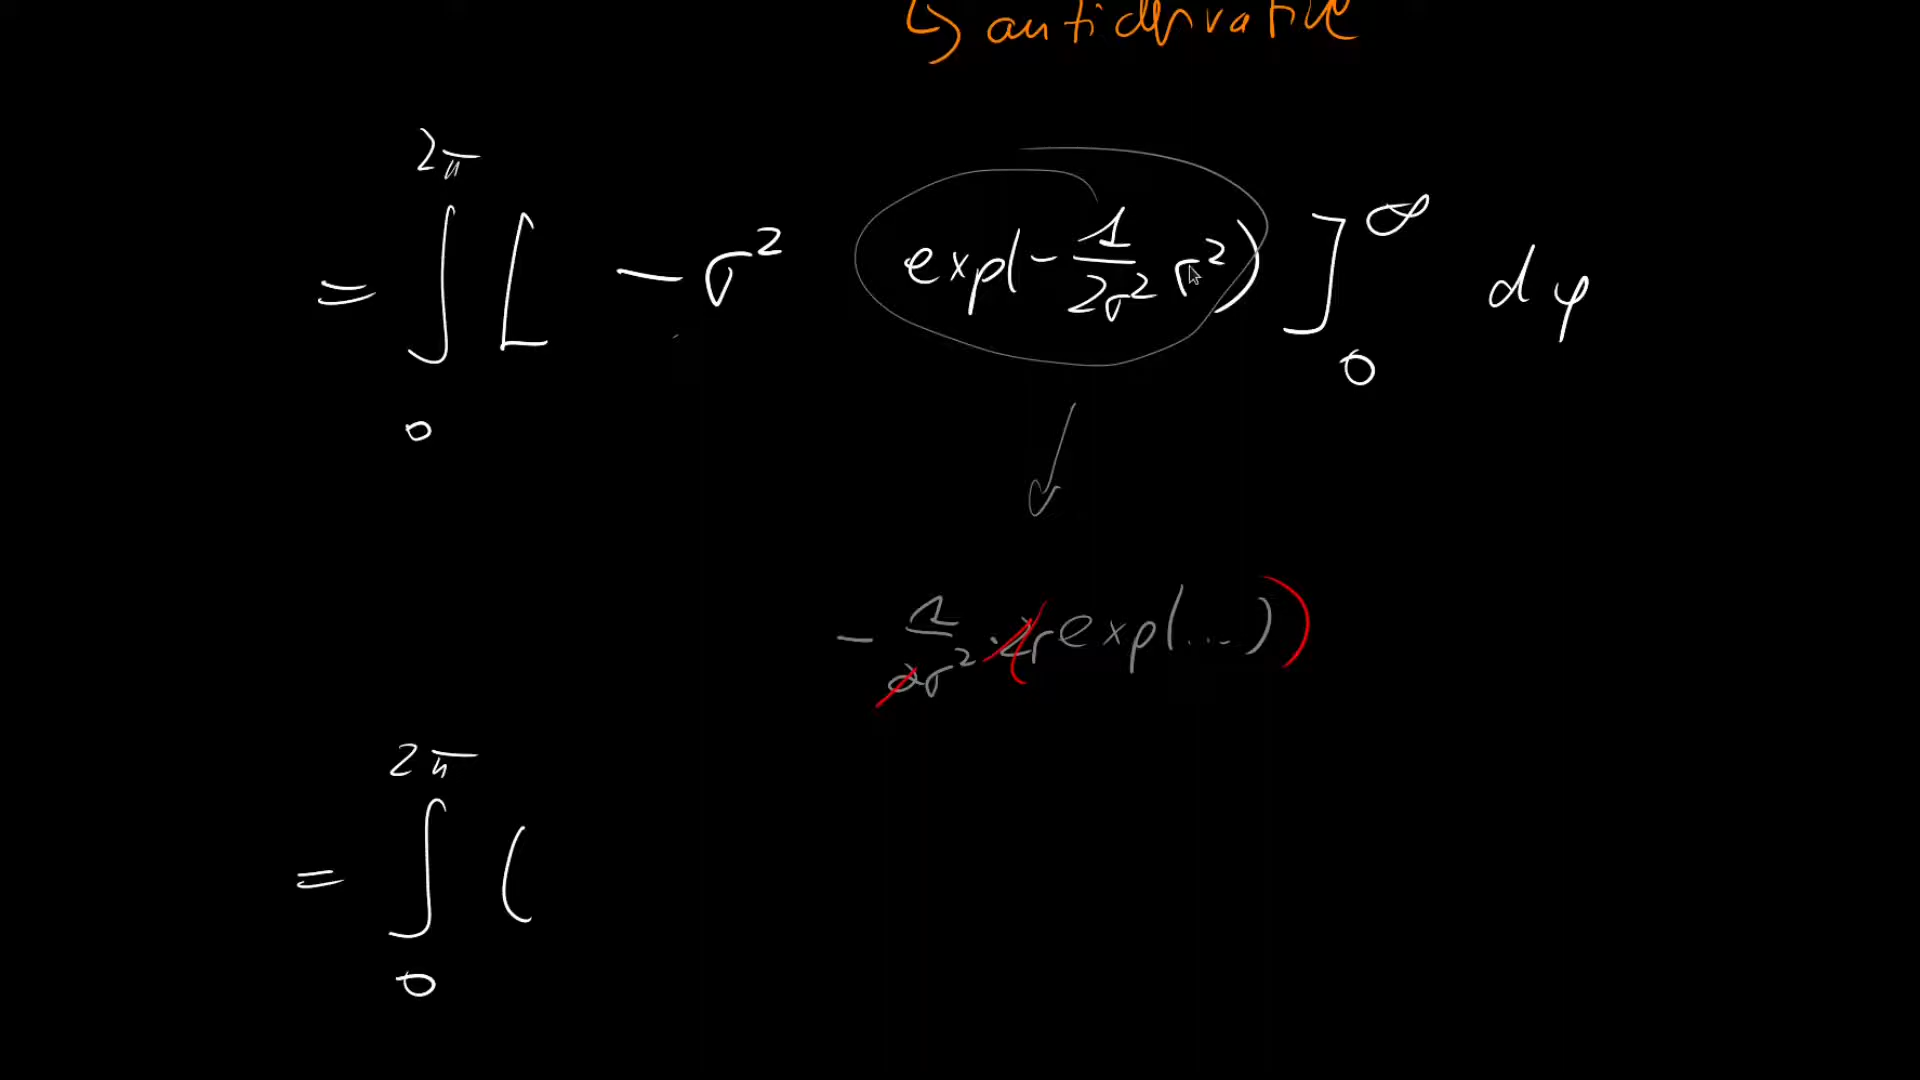 ↳ antiderivative
= ∫₀^{2π} [ − σ² exp(− 1/(2σ²) r²) ]₀^∞ dφ
− 1/(2σ²) · 2r exp(...))
= ∫₀^{2π} (